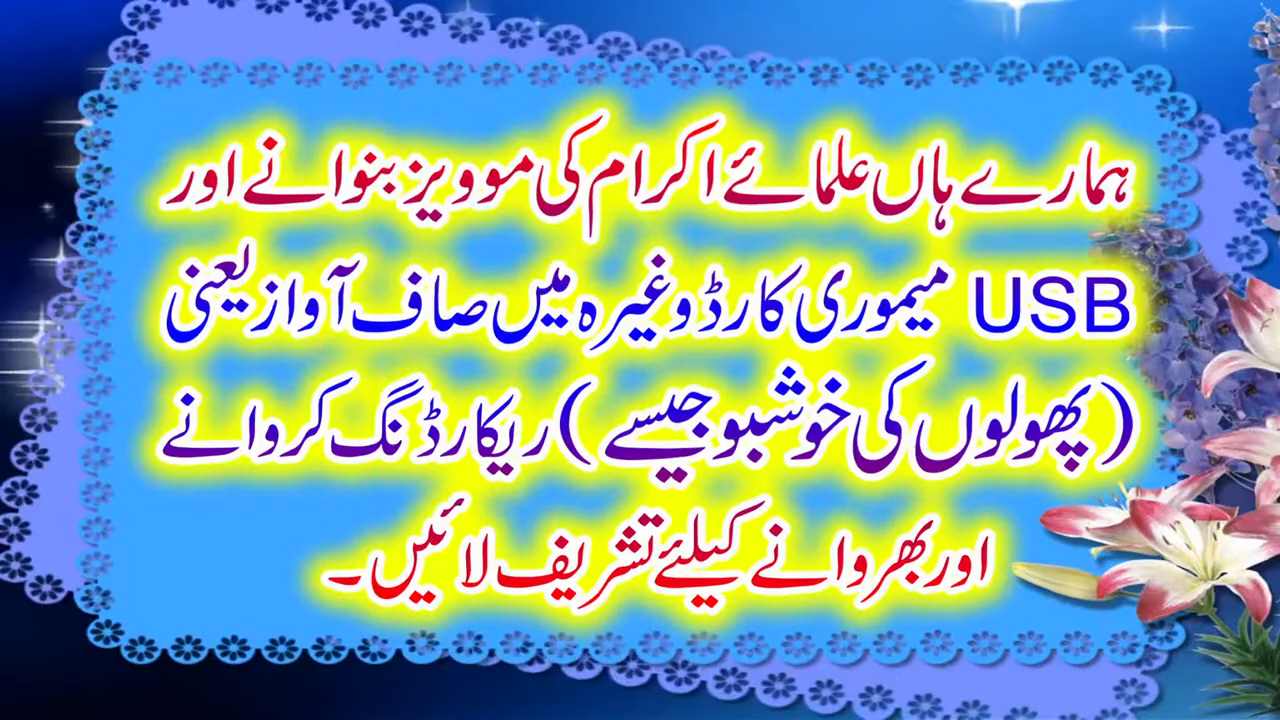 ہمارے ہاں علمائے اکرام کی موویز بنوانے اور
USB میموری کارڈ وغیرہ میں صاف آواز یعنی
(پھولوں کی خوشبو جیسے) ریکارڈنگ کروانے
اور بھروانے کیلئے تشریف لائیں۔